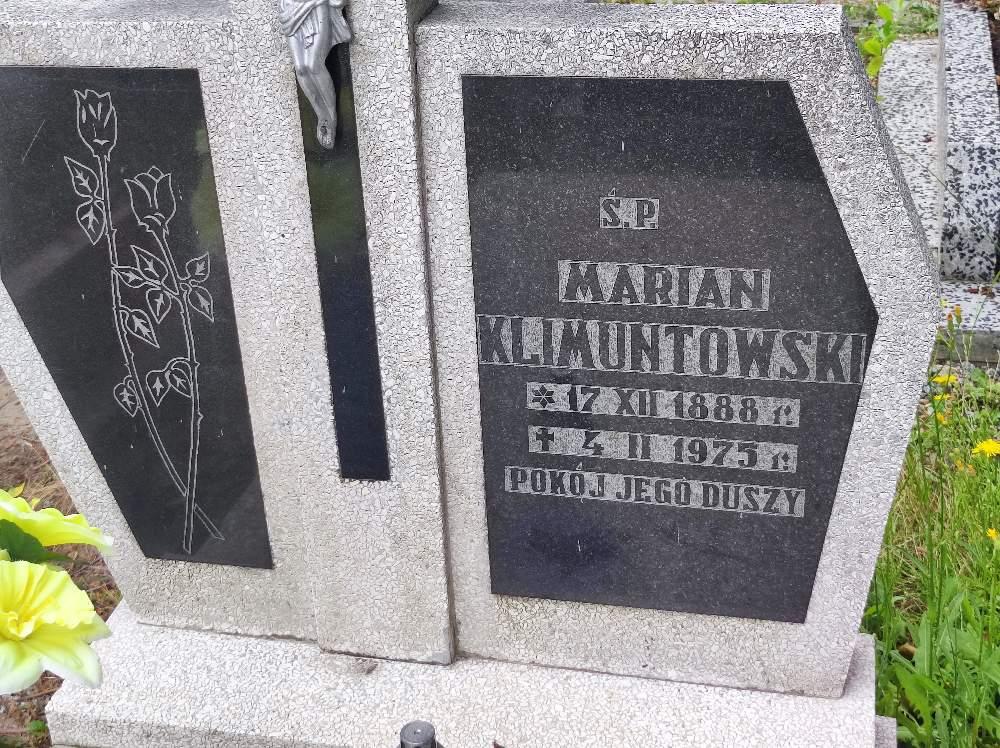 Ś.P.
MARIAN
KLIMUNTOWSKI
* 17 XII 1888 r.
† 4 II 1975 r.
POKÓJ JEGO DUSZY